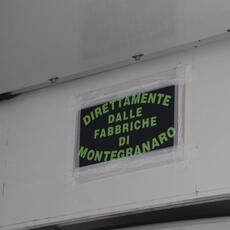 DIRETTAMENTE
DALLE
FABBRICHE
DI
MONTEGRANARO